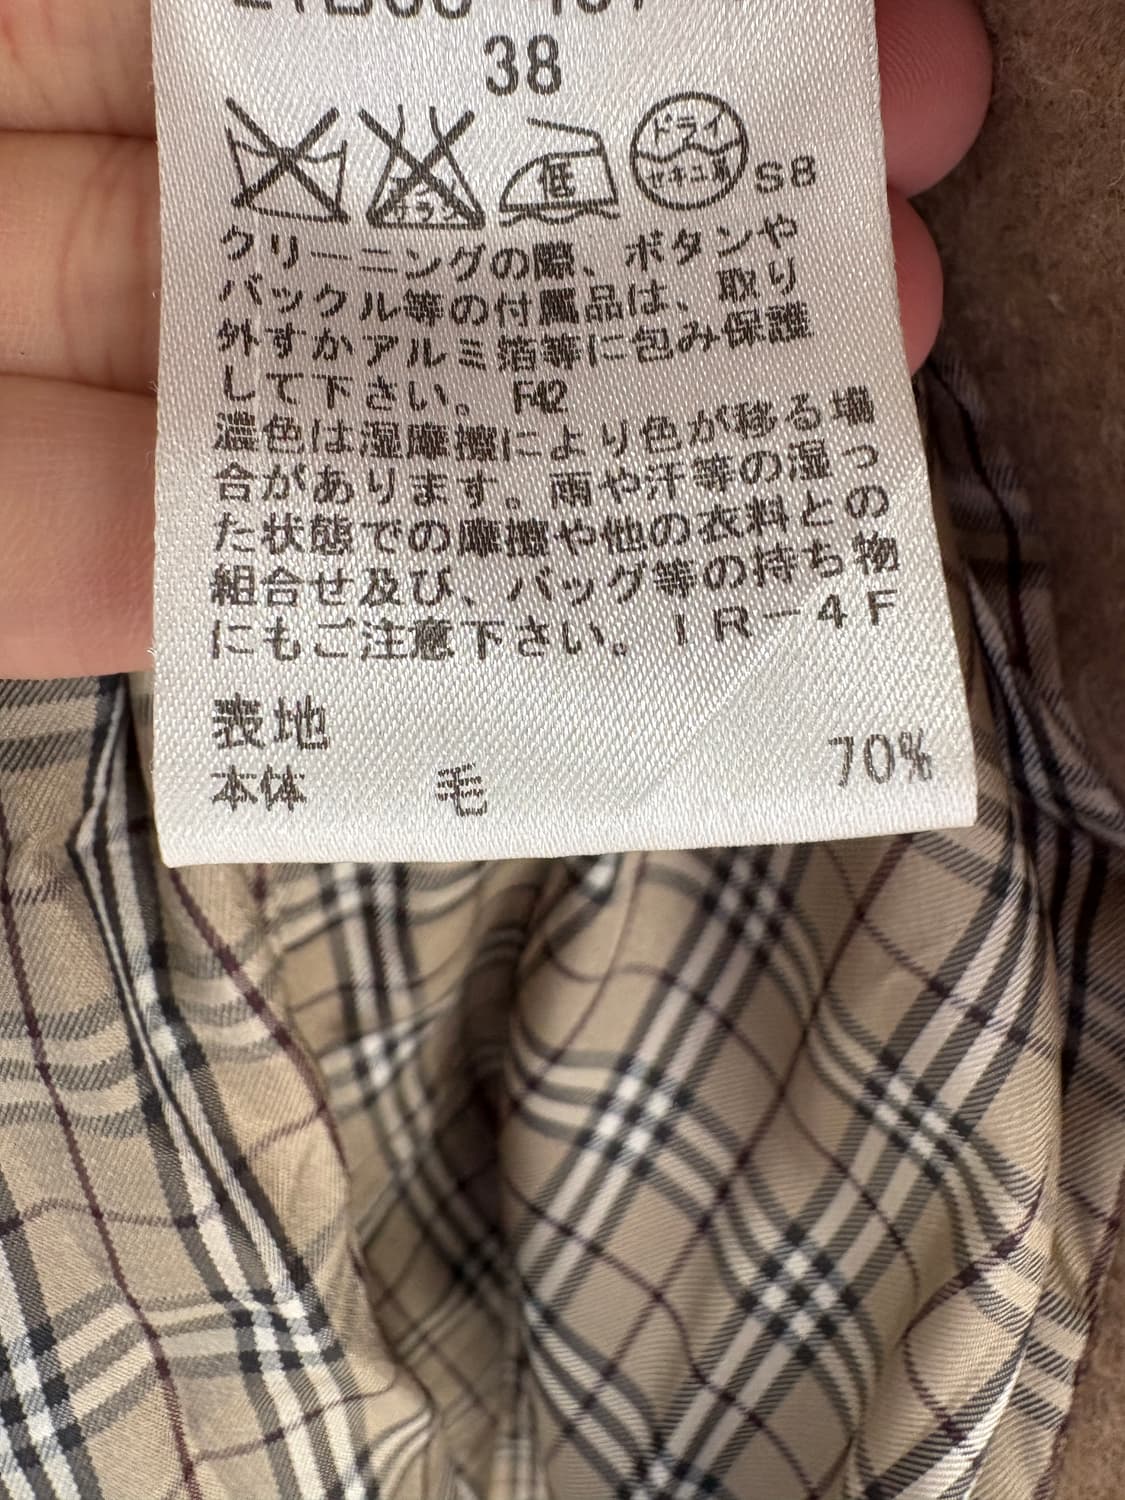 38
低
ドライ
セキユ系
S8
クリーニングの際、ボタンや
バックル等の付属品は、取り
外すかアルミ箔等に包み保護
して下さい。 F42
濃色は湿摩擦により色が移る場
合があります。雨や汗等の湿っ
た状態での摩擦や他の衣料との
組合せ及び、バッグ等の持ち物
にもご注意下さい。IR-4F
表地
本体 毛 70%